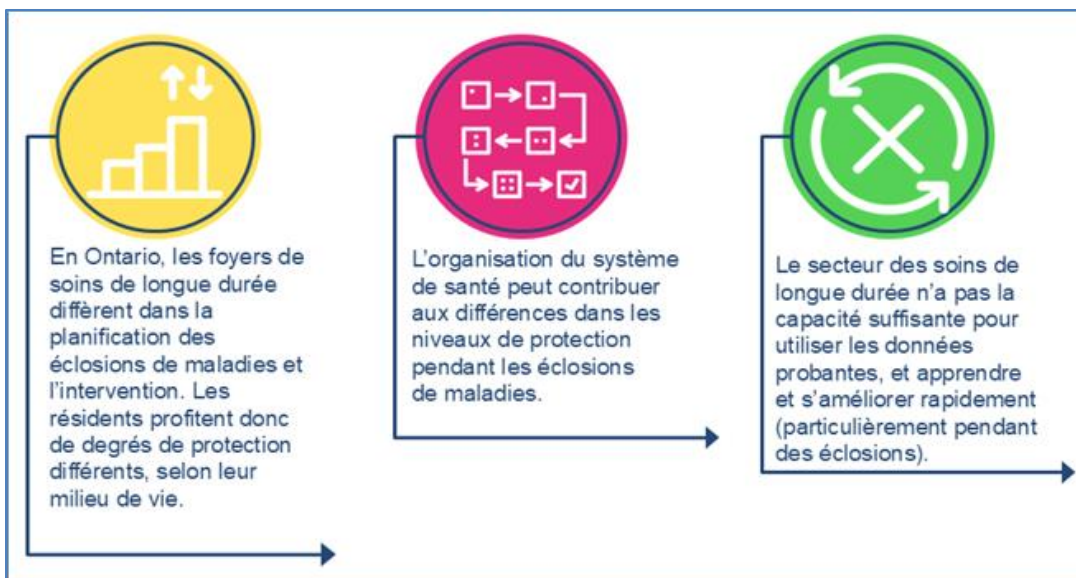 En Ontario, les foyers de
soins de longue durée
diffèrent dans la
planification des
éclosions de maladies et
l'intervention. Les
résidents profitent donc
de degrés de protection
différents, selon leur
milieu de vie.
L'organisation du système
de santé peut contribuer
aux différences dans les
niveaux de protection
pendant les éclosions
de maladies.
Le secteur des soins de
longue durée n'a pas la
capacité suffisante pour
utiliser les données
probantes, et apprendre
et s'améliorer rapidement
(particulièrement pendant
des éclosions).